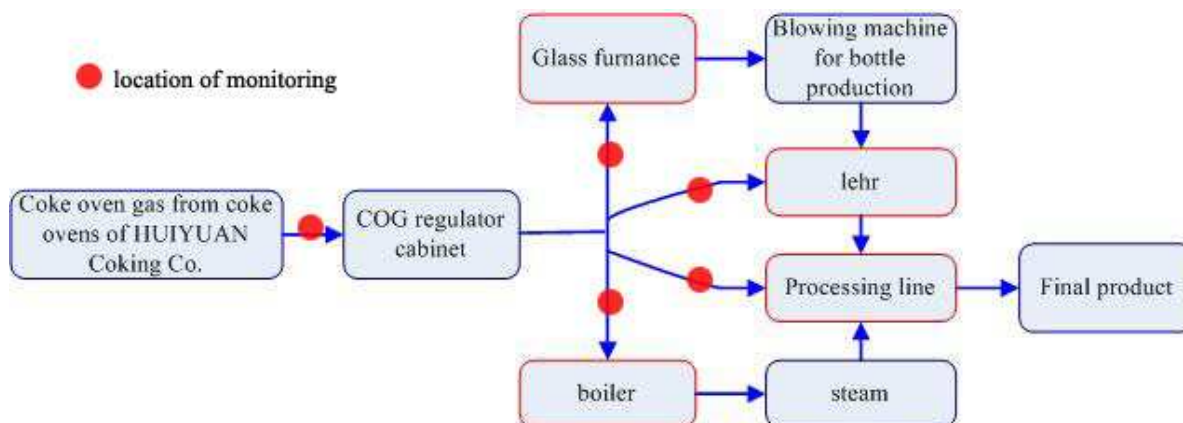 location of monitoring
Glass furnance
Blowing machine
for bottle
production
lehr
Coke oven gas from coke
ovens of HUIYUAN
Coking Co.
COG regulator
cabinet
Processing line
Final product
boiler
steam